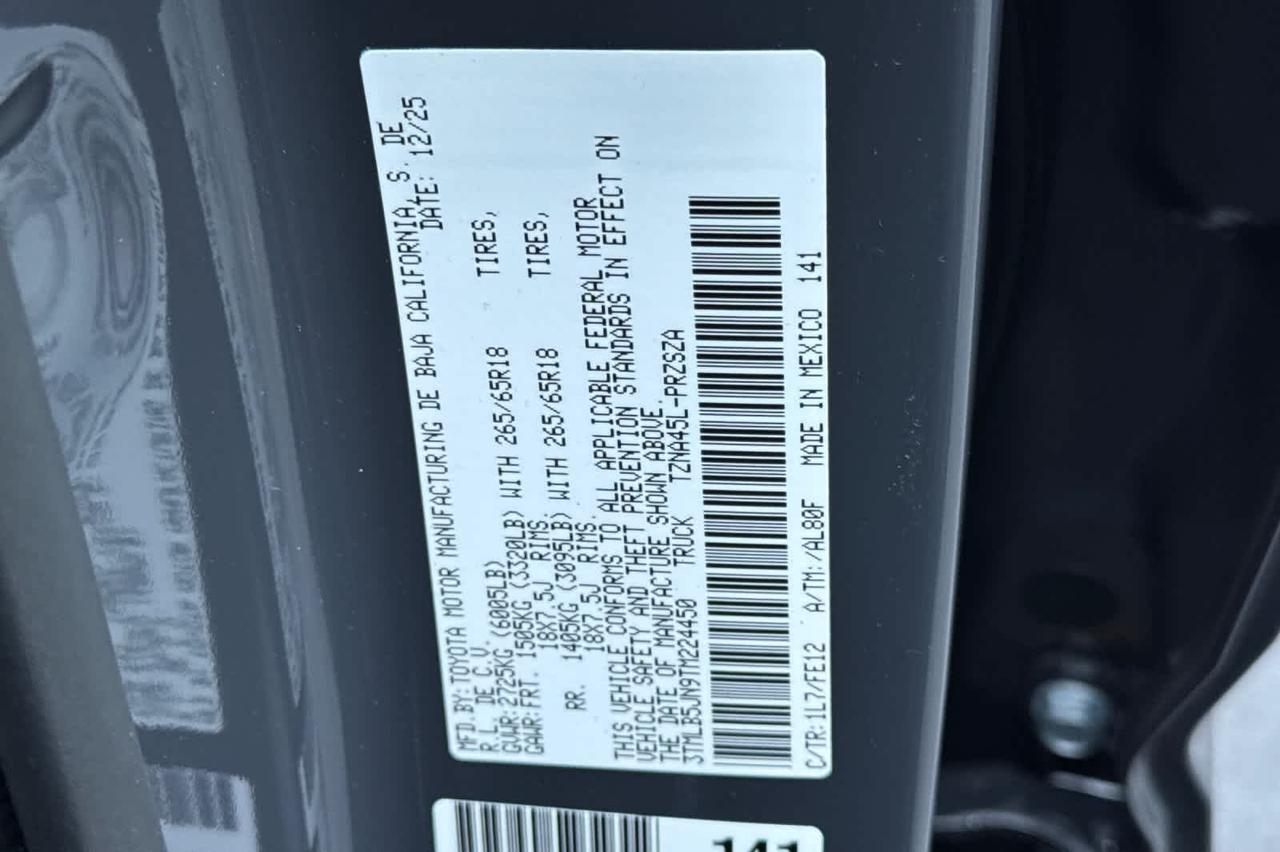 MFD.BY:TOYOTA MOTOR MANUFACTURING DE BAJA CALIFORNIA, S. DE
R.L. DE C.V. DATE: 12/25
GVWR:2725KG (6005LB)
GAWR:FRT. 1505KG (3320LB) WITH 265/65R18 TIRES,
18X7.5J RIMS.
RR. 1405KG (3095LB) WITH 265/65R18 TIRES,
18X7.5J RIMS.
THIS VEHICLE CONFORMS TO ALL APPLICABLE FEDERAL MOTOR
VEHICLE SAFETY AND THEFT PREVENTION STANDARDS IN EFFECT ON
THE DATE OF MANUFACTURE SHOWN ABOVE.
3TMLB5JN9TM224450 TRUCK TZNA45L-PRZSZA
C/TR:1L7/FE12 A/TM:/AL80F MADE IN MEXICO 141
141